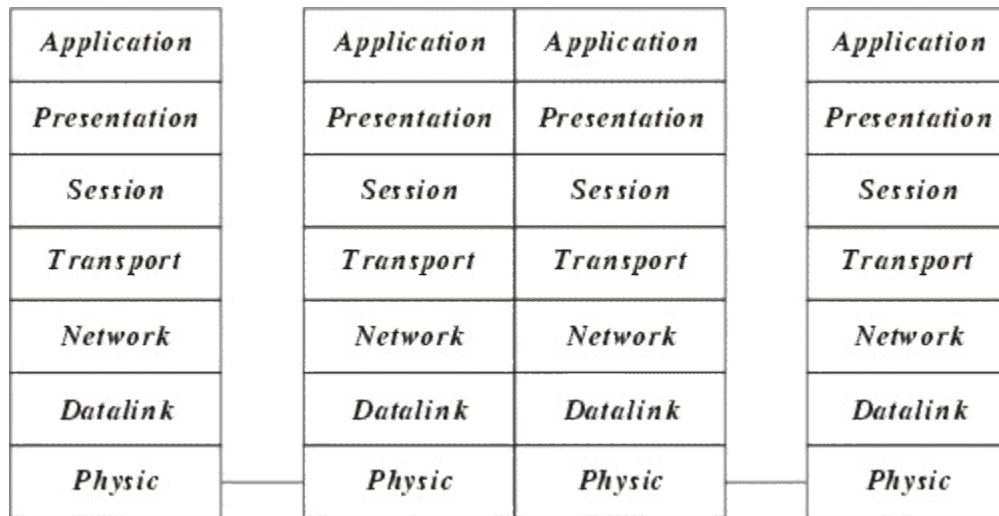 Application Application Application Application
Presentation Presentation Presentation Presentation
Session Session Session Session
Transport Transport Transport Transport
Network Network Network Network
Datalink Datalink Datalink Datalink
Physic Physic Physic Physic